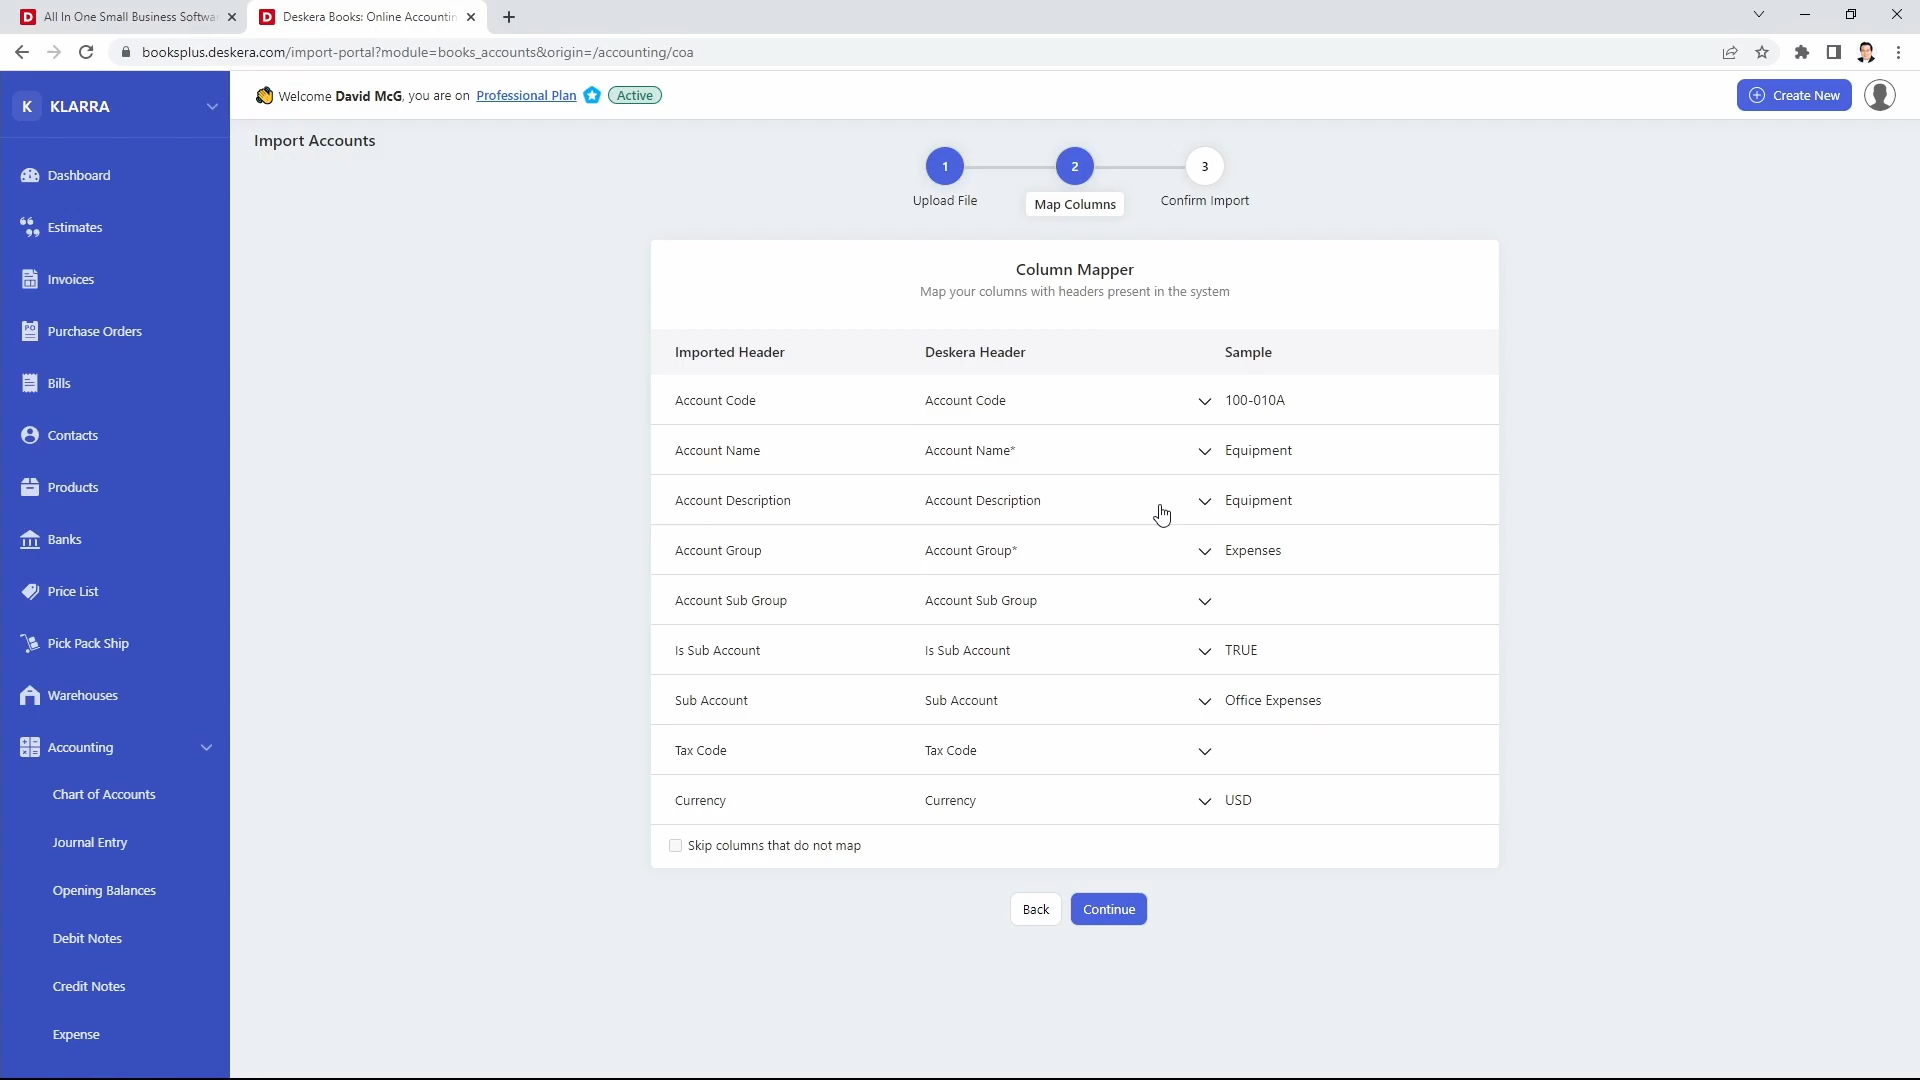 All In One Small Business Softwar
Deskera Books: Online Accountin
booksplus.deskera.com/import-portal?module=books_accounts&origin=/accounting/coa
K KLARRA
Welcome David McG, you are on Professional Plan Active
Create New
Dashboard
Estimates
Invoices
Purchase Orders
Bills
Contacts
Products
Banks
Price List
Pick Pack Ship
Warehouses
Accounting
Chart of Accounts
Journal Entry
Opening Balances
Debit Notes
Credit Notes
Expense
Import Accounts
1 2 3
Upload File Map Columns Confirm Import
Column Mapper
Map your columns with headers present in the system
Imported Header Deskera Header Sample
Account Code Account Code 100-010A
Account Name Account Name* Equipment
Account Description Account Description Equipment
Account Group Account Group* Expenses
Account Sub Group Account Sub Group
Is Sub Account Is Sub Account TRUE
Sub Account Sub Account Office Expenses
Tax Code Tax Code
Currency Currency USD
Skip columns that do not map
Back Continue